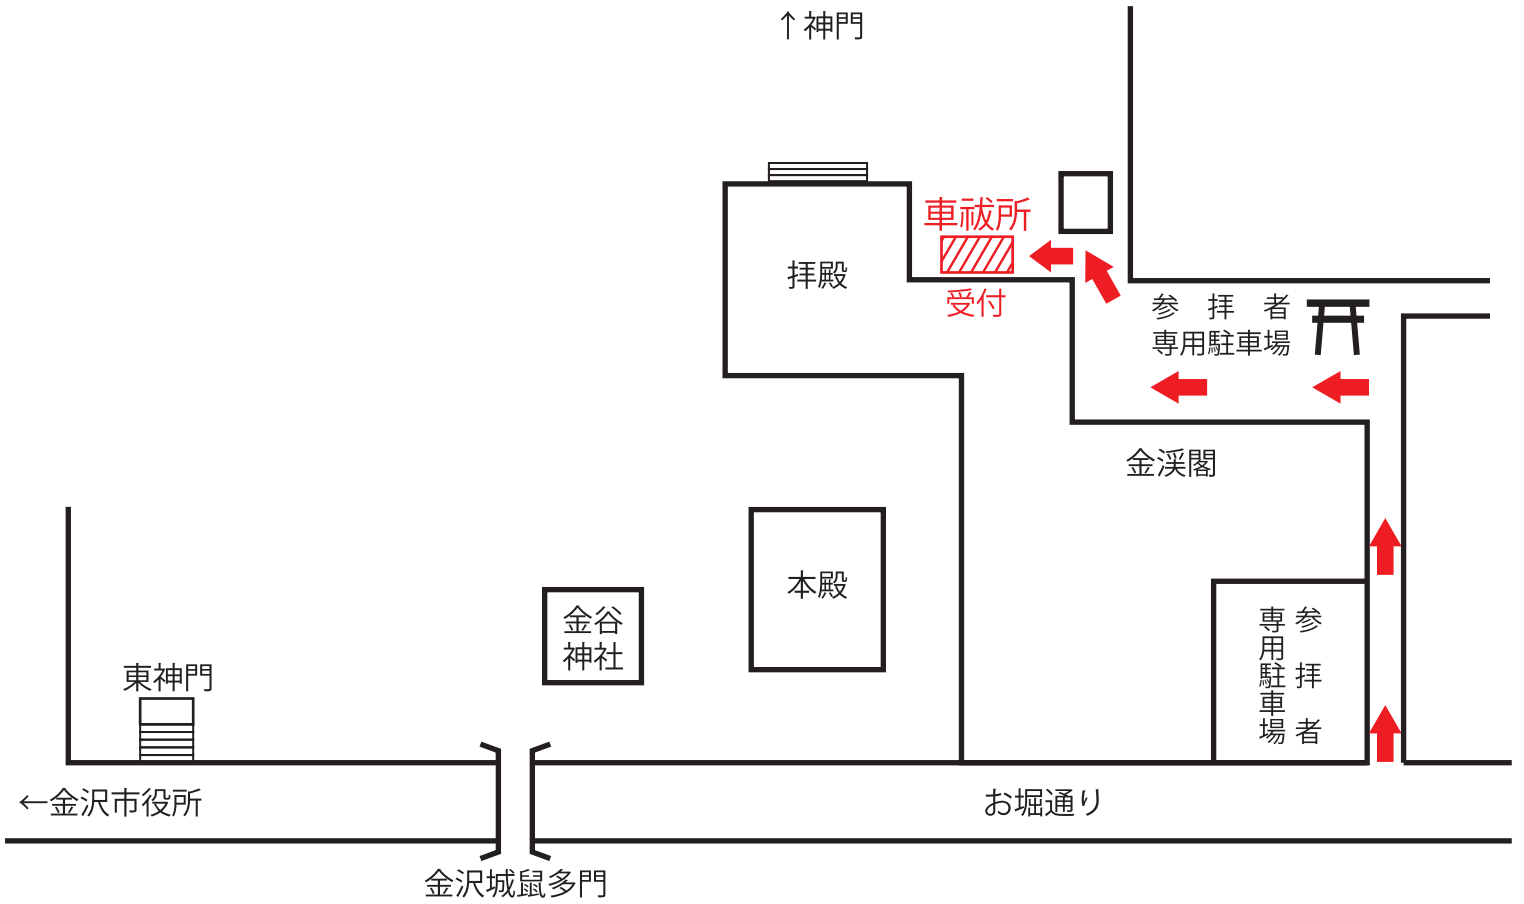 ↑神門
車祓所
受付
拝殿
参　拝　者
専用駐車場
金渓閣
本殿
金谷
神社
参　拝　者
専用駐車場
東神門
←金沢市役所
お堀通り
金沢城鼠多門